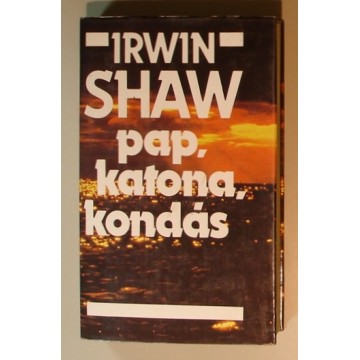 IRWIN
SHAW
pap,
katona,
kondás